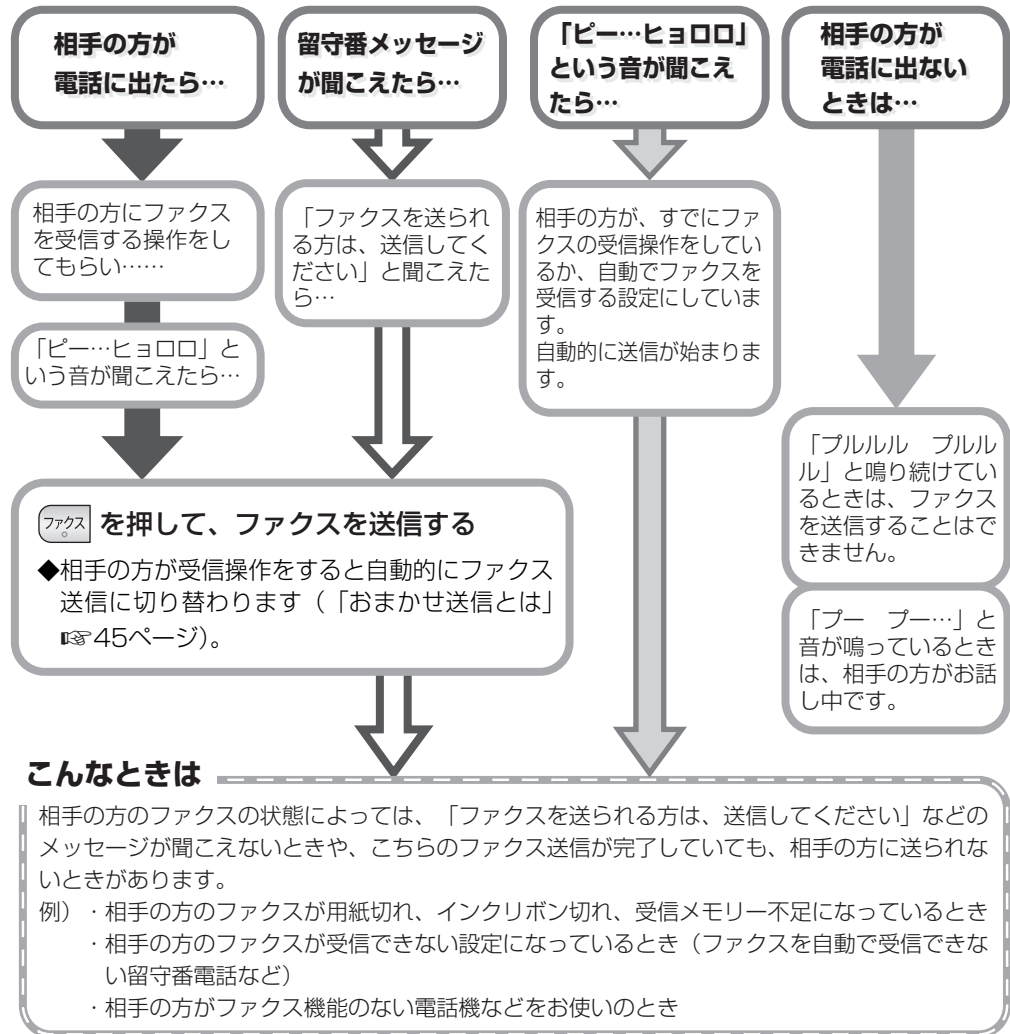 相手の方が
電話に出たら…
留守番メッセージ
が聞こえたら…
「ピー…ヒョロロ」
という音が聞こえ
たら…
相手の方が
電話に出ない
ときは…
相手の方にファクス
を受信する操作をし
てもらい……
「ピー…ヒョロロ」と
いう音が聞こえたら…
「ファクスを送られ
る方は、送信してく
ださい」と聞こえた
ら…
相手の方が、すでにファ
クスの受信操作をしてい
るか、自動でファクスを
受信する設定にしていま
す。
自動的に送信が始まりま
す。
「プルルル　プルル
ル」と鳴り続けてい
るときは、ファクス
を送信することはで
きません。
「プー　プー…」と
音が鳴っているとき
は、相手の方がお話
し中です。
ファクス を押して、ファクスを送信する
◆相手の方が受信操作をすると自動的にファクス
送信に切り替わります（「おまかせ送信とは」
☞45ページ）。
こんなときは
相手の方のファクスの状態によっては、「ファクスを送られる方は、送信してください」などの
メッセージが聞こえないときや、こちらのファクス送信が完了していても、相手の方に送られな
いときがあります。
例）・相手の方のファクスが用紙切れ、インクリボン切れ、受信メモリー不足になっているとき
・相手の方のファクスが受信できない設定になっているとき（ファクスを自動で受信できな
い留守番電話など）
・相手の方がファクス機能のない電話機などをお使いのとき